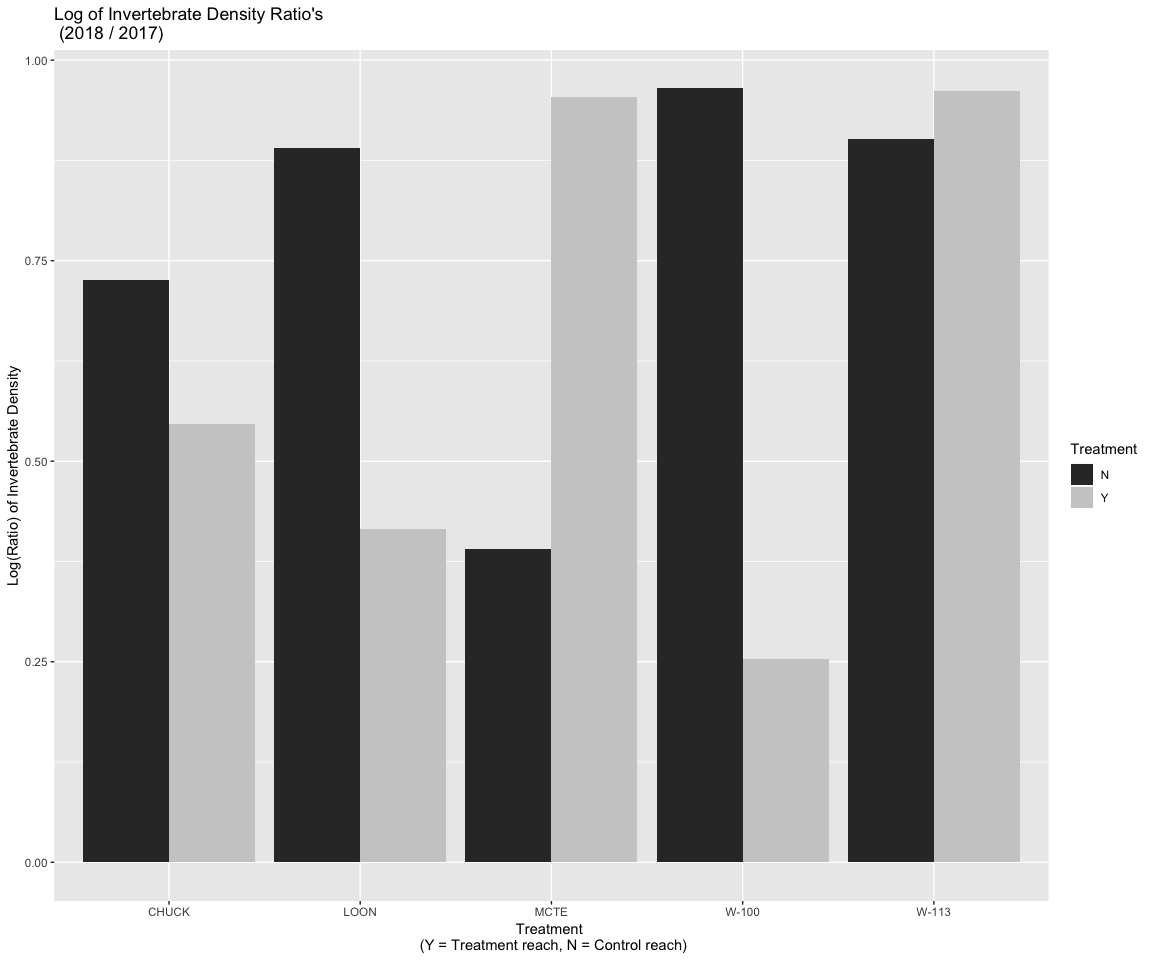 Log of Invertebrate Density Ratio's
(2018 / 2017)
1.00
0.75
0.50
0.25
0.00
Log(Ratio) of Invertebrate Density
CHUCK
LOON
MCTE
W-100
W-113
Treatment
(Y = Treatment reach, N = Control reach)
Treatment
N
Y